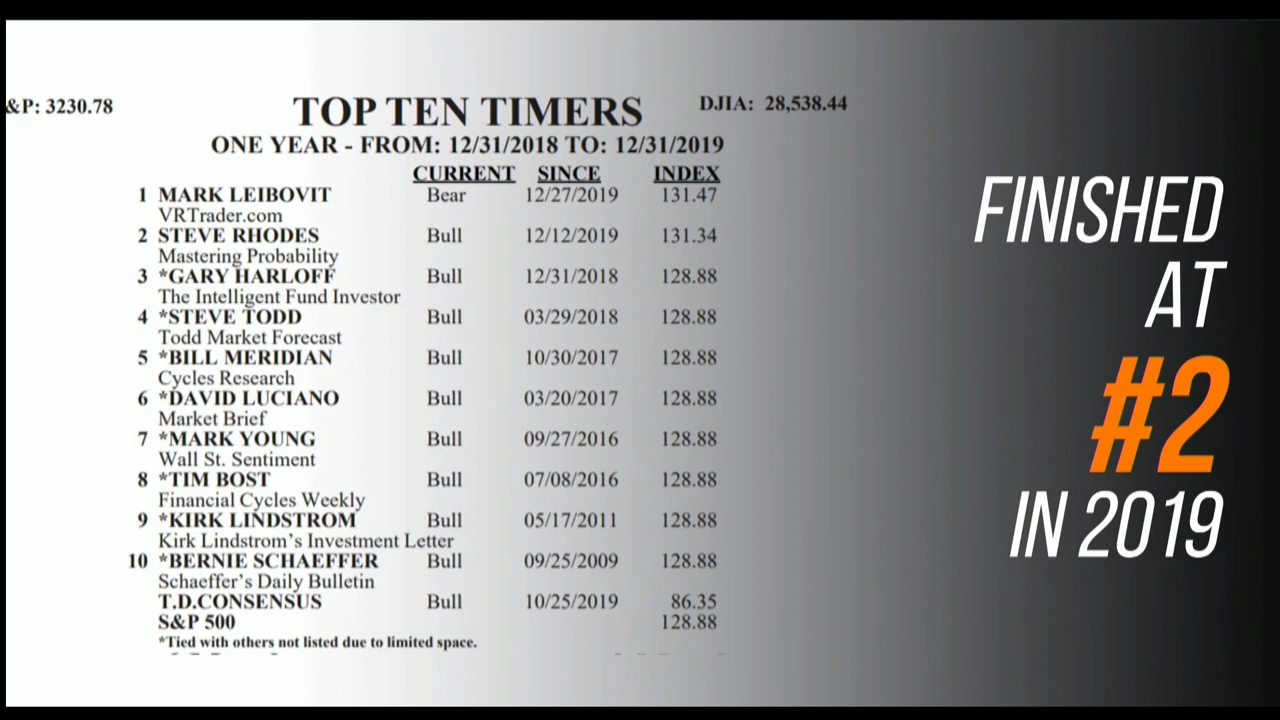 &P: 3230.78
TOP TEN TIMERS
DJIA: 28,538.44
ONE YEAR - FROM: 12/31/2018 TO: 12/31/2019
CURRENT SINCE INDEX
1 MARK LEIBOVIT Bear 12/27/2019 131.47
VRTrader.com
2 STEVE RHODES Bull 12/12/2019 131.34
Mastering Probability
3 *GARY HARLOFF Bull 12/31/2018 128.88
The Intelligent Fund Investor
4 *STEVE TODD Bull 03/29/2018 128.88
Todd Market Forecast
5 *BILL MERIDIAN Bull 10/30/2017 128.88
Cycles Research
6 *DAVID LUCIANO Bull 03/20/2017 128.88
Market Brief
7 *MARK YOUNG Bull 09/27/2016 128.88
Wall St. Sentiment
8 *TIM BOST Bull 07/08/2016 128.88
Financial Cycles Weekly
9 *KIRK LINDSTROM Bull 05/17/2011 128.88
Kirk Lindstrom's Investment Letter
10 *BERNIE SCHAEFFER Bull 09/25/2009 128.88
Schaeffer's Daily Bulletin
T.D.CONSENSUS Bull 10/25/2019 86.35
S&P 500 128.88
*Tied with others not listed due to limited space.
FINISHED
AT
#2
IN 2019